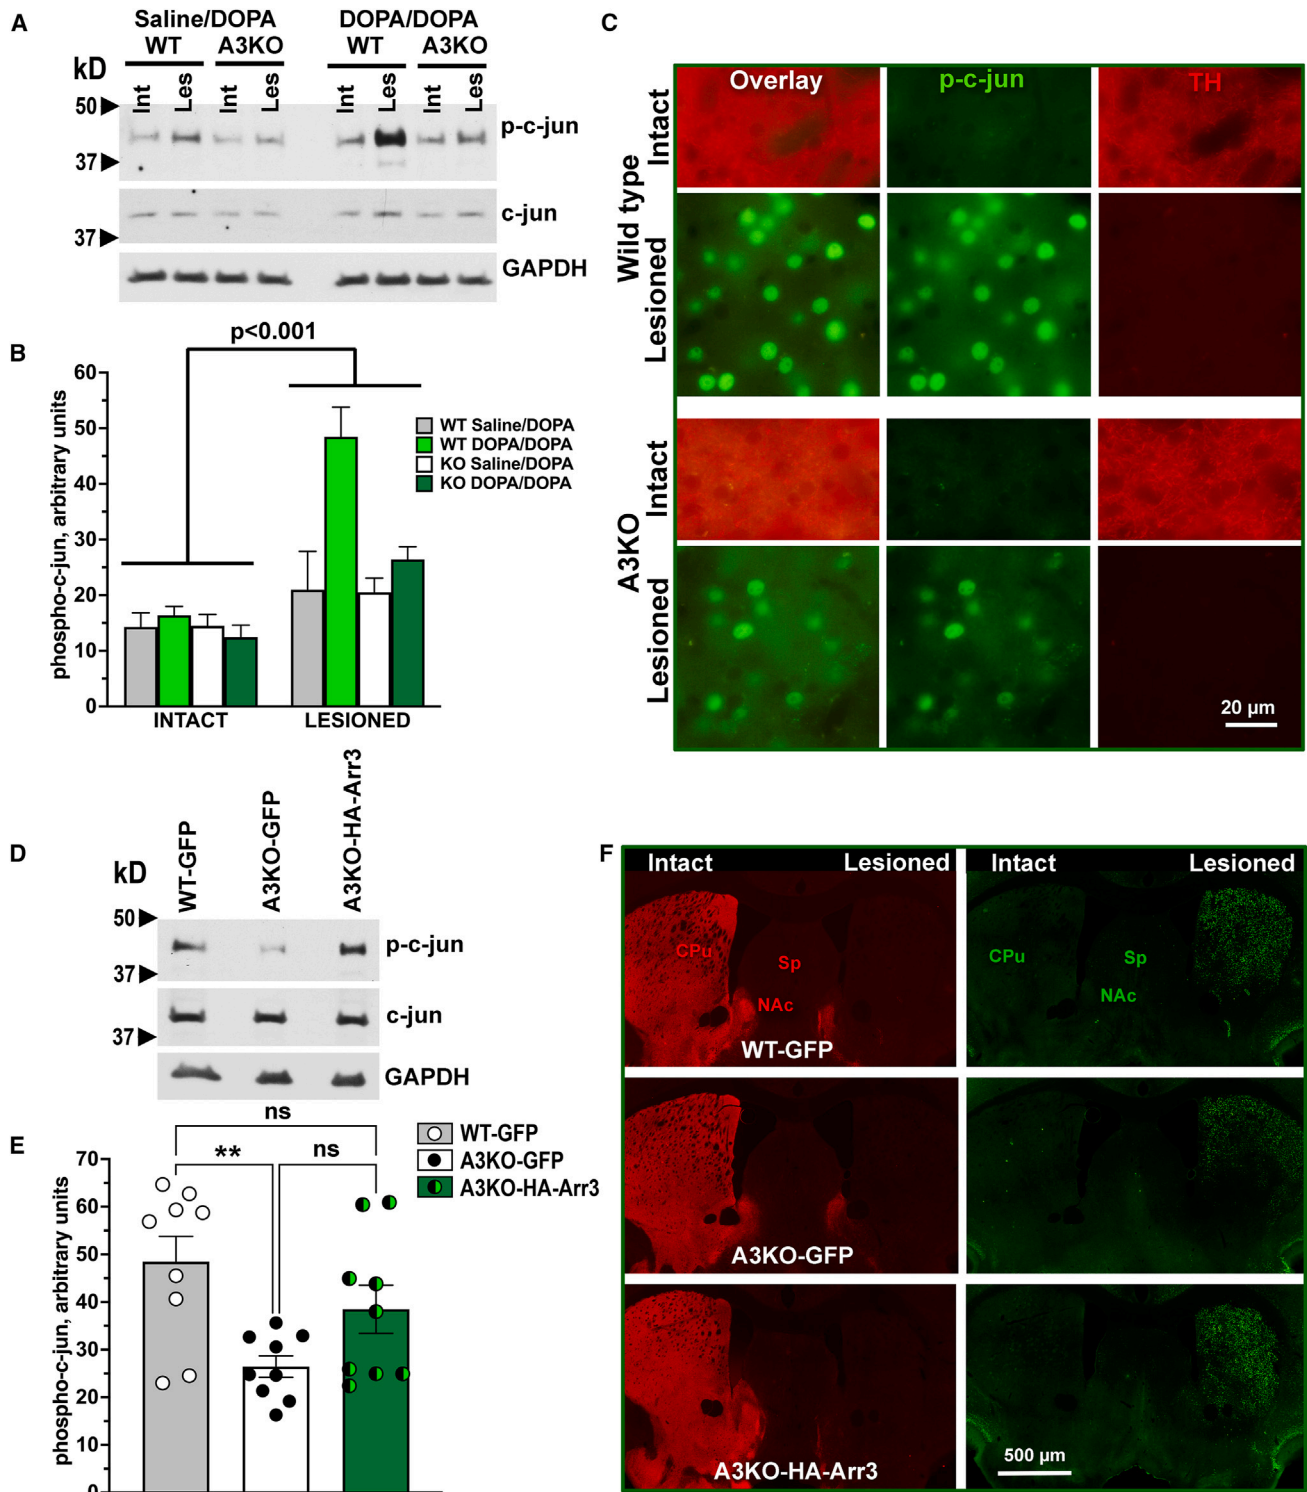 A
Saline/DOPA DOPA/DOPA
WT A3KO WT A3KO
kD
Int Les Int Les Int Les Int Les
50
p-c-jun
37
c-jun
37
GAPDH
B
p<0.001
phospho-c-jun, arbitrary units
60
50
40
30
20
10
0
WT Saline/DOPA
WT DOPA/DOPA
KO Saline/DOPA
KO DOPA/DOPA
INTACT LESIONED
C
Overlay p-c-jun TH
Wild type
Intact
Lesioned
A3KO
Intact
Lesioned
20 µm
D
WT-GFP A3KO-GFP A3KO-HA-Arr3
kD
50
p-c-jun
37
c-jun
37
GAPDH
E
ns
** ns
WT-GFP
A3KO-GFP
A3KO-HA-Arr3
phospho-c-jun, arbitrary units
70
60
50
40
30
20
10
0
F
Intact Lesioned Intact Lesioned
CPu Sp NAc
CPu Sp NAc
WT-GFP
A3KO-GFP
A3KO-HA-Arr3
500 µm